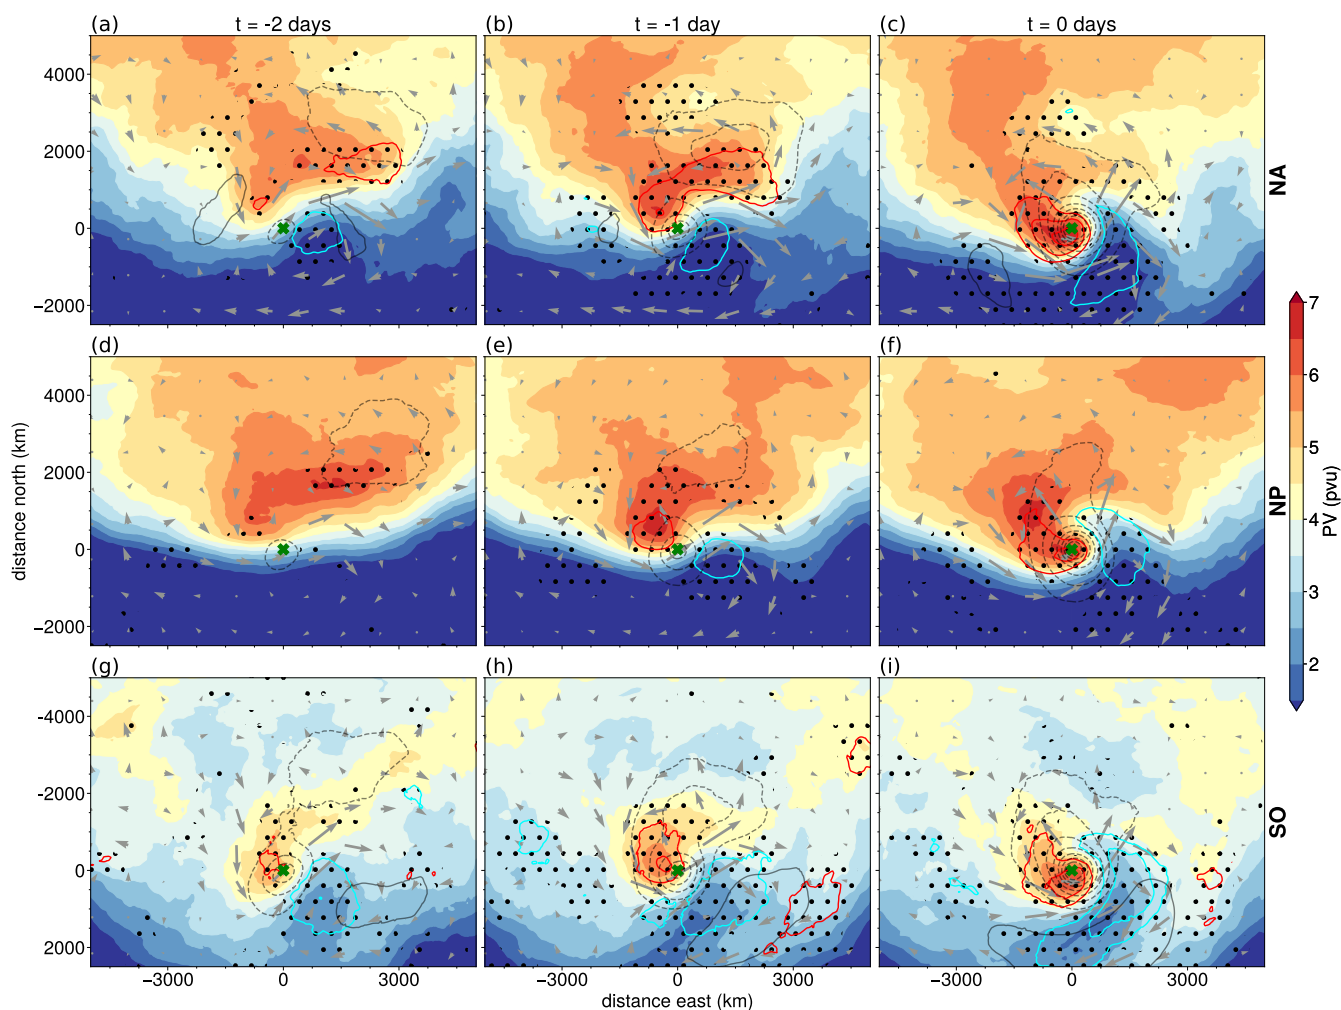 (a) t = -2 days (b) t = -1 day (c) t = 0 days
4000
2000
0
−2000
NA
(d) (e) (f)
4000
2000
0
−2000
NP
distance north (km)
(g) (h) (i)
-4000
-2000
0
2000
SO
−3000 0 3000 −3000 0 3000 −3000 0 3000
distance east (km)
7
6
5
4
3
2
PV (pvu)